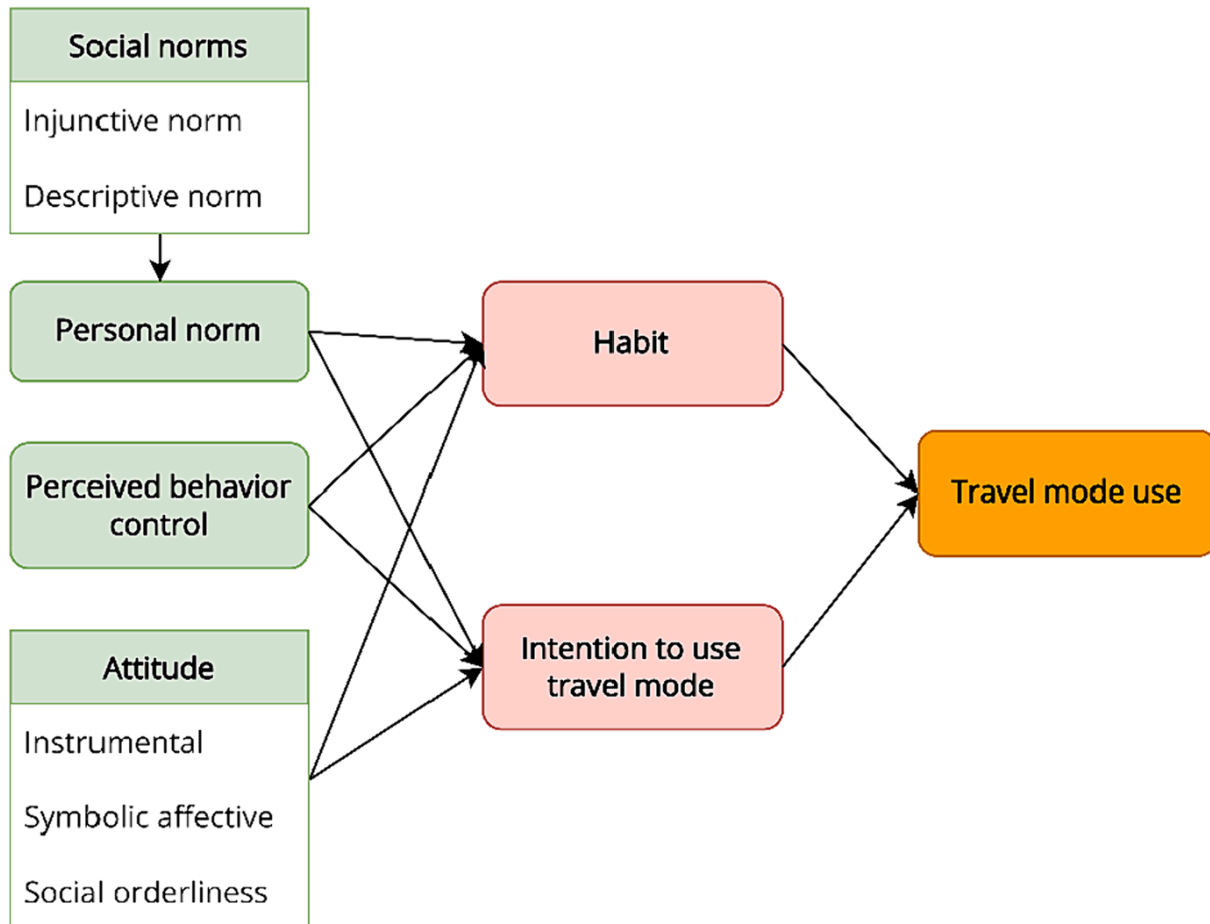 Social norms
Injunctive norm
Descriptive norm
Personal norm
Perceived behavior
control
Attitude
Instrumental
Symbolic affective
Social orderliness
Habit
Intention to use
travel mode
Travel mode use